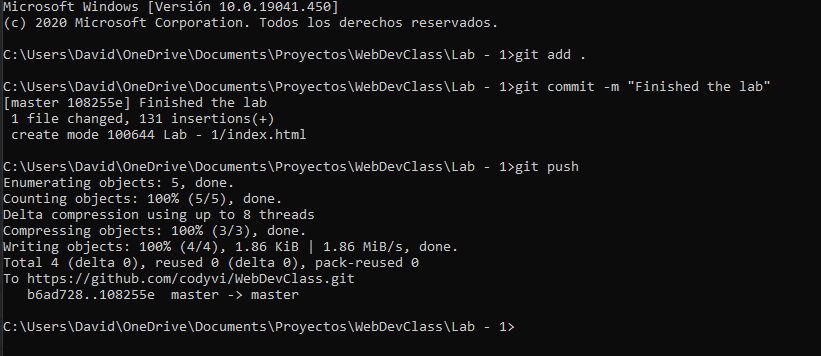 Microsoft Windows [Versión 10.0.19041.450]
(c) 2020 Microsoft Corporation. Todos los derechos reservados.
C:\Users\David\OneDrive\Documents\Proyectos\WebDevClass\Lab - 1>git add .
C:\Users\David\OneDrive\Documents\Proyectos\WebDevClass\Lab - 1>git commit -m "Finished the lab"
[master 108255e] Finished the lab
 1 file changed, 131 insertions(+)
 create mode 100644 Lab - 1/index.html
C:\Users\David\OneDrive\Documents\Proyectos\WebDevClass\Lab - 1>git push
Enumerating objects: 5, done.
Counting objects: 100% (5/5), done.
Delta compression using up to 8 threads
Compressing objects: 100% (3/3), done.
Writing objects: 100% (4/4), 1.86 KiB | 1.86 MiB/s, done.
Total 4 (delta 0), reused 0 (delta 0), pack-reused 0
To https://github.com/codyvi/WebDevClass.git
   b6ad728..108255e  master -> master
C:\Users\David\OneDrive\Documents\Proyectos\WebDevClass\Lab - 1>